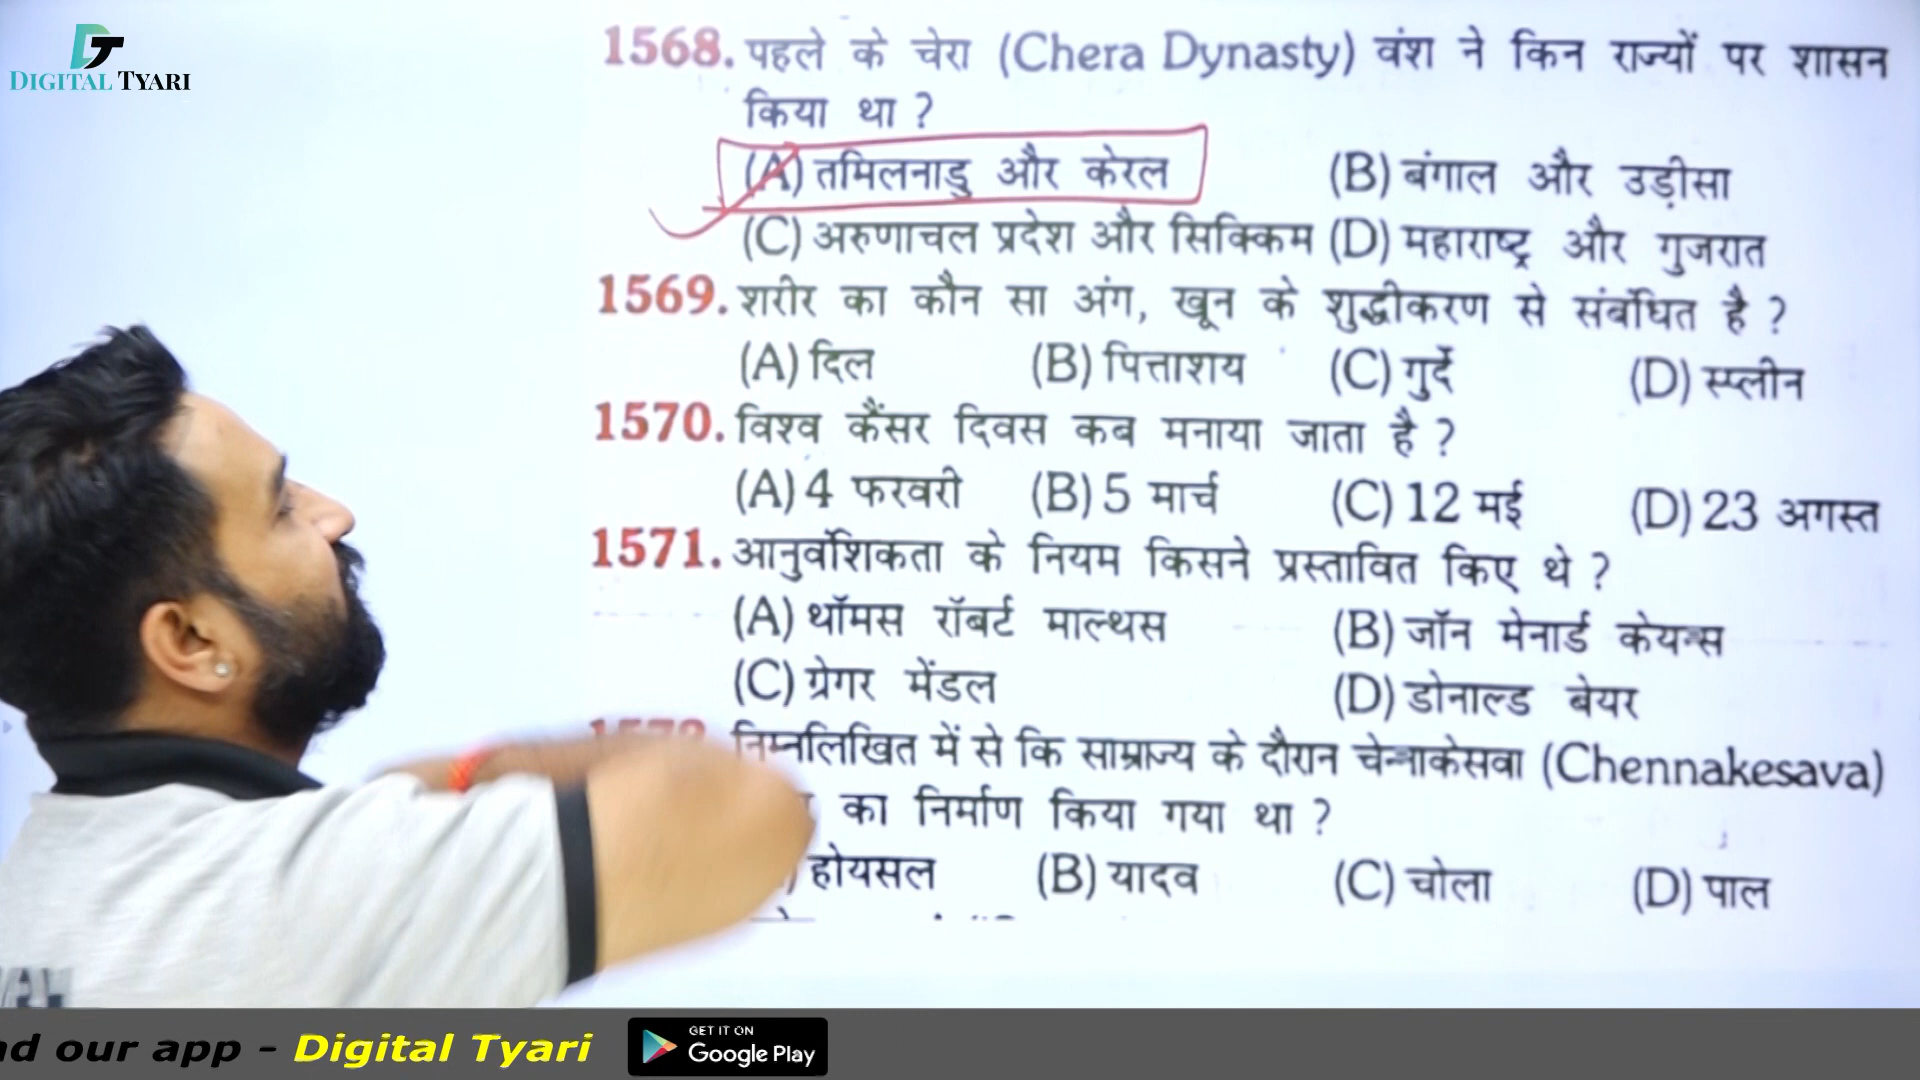 DT
DIGITAL TYARI
1568. पहले के चेरा (Chera Dynasty) वंश ने किन राज्यों पर शासन
किया था ?
(A) तमिलनाडु और केरल (B) बंगाल और उड़ीसा
(C) अरुणाचल प्रदेश और सिक्किम (D) महाराष्ट्र और गुजरात
1569. शरीर का कौन सा अंग, खून के शुद्धीकरण से संबंधित है ?
(A) दिल (B) पित्ताशय (C) गुर्दे (D) स्प्लीन
1570. विश्व कैंसर दिवस कब मनाया जाता है ?
(A) 4 फरवरी (B) 5 मार्च (C) 12 मई (D) 23 अगस्त
1571. आनुवंशिकता के नियम किसने प्रस्तावित किए थे ?
(A) थॉमस रॉबर्ट माल्थस (B) जॉन मेनार्ड केयन्स
(C) ग्रेगर मेंडल (D) डोनाल्ड बेयर
निम्नलिखित में से कि साम्राज्य के दौरान चेन्नाकेसवा (Chennakesava)
का निर्माण किया गया था ?
होयसल (B) यादव (C) चोला (D) पाल
our app - Digital Tyari
GET IT ON
Google Play